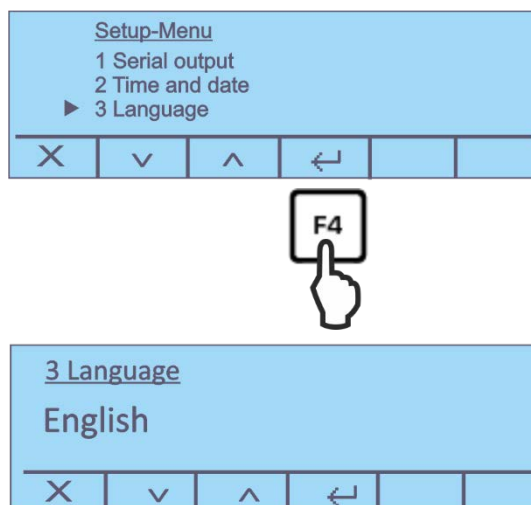 Setup-Menu
1 Serial output
2 Time and date
3 Language
F4
3 Language
English